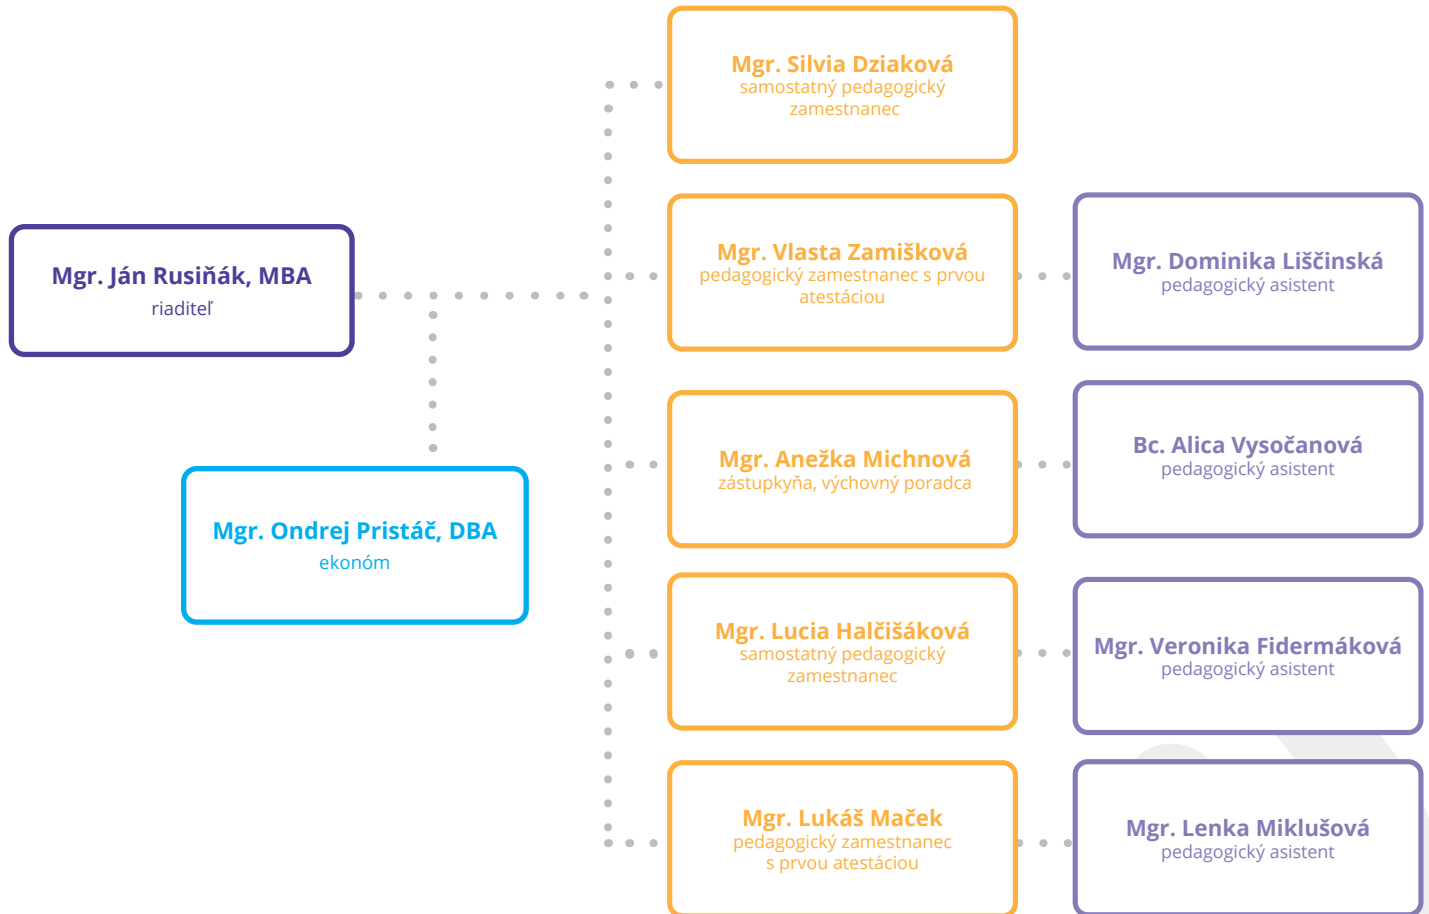 Mgr. Silvia Dziaková
samostatný pedagogický
zamestnanec
Mgr. Ján Rusiňák, MBA
riaditeľ
Mgr. Vlasta Zamišková
pedagogický zamestnanec s prvou
atestáciou
Mgr. Dominika Liščinská
pedagogický asistent
Mgr. Ondrej Pristáč, DBA
ekonóm
Mgr. Anežka Michnová
zástupkyňa, výchovný poradca
Bc. Alica Vysočanová
pedagogický asistent
Mgr. Lucia Halčišáková
samostatný pedagogický
zamestnanec
Mgr. Veronika Fidermáková
pedagogický asistent
Mgr. Lukáš Maček
pedagogický zamestnanec
s prvou atestáciou
Mgr. Lenka Miklušová
pedagogický asistent